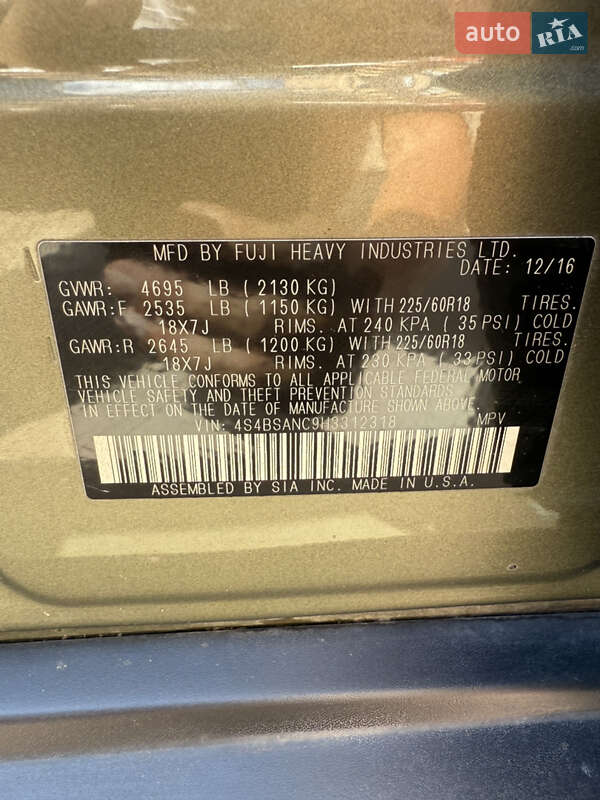 auto RIA .com
MFD BY FUJI HEAVY INDUSTRIES LTD.
DATE: 12/16
GVWR: 4695 LB (2130 KG)
GAWR:F 2535 LB (1150 KG) WITH 225/60R18 TIRES.
18X7J RIMS. AT 240 KPA (35 PSI) COLD
GAWR:R 2645 LB (1200 KG) WITH 225/60R18 TIRES.
18X7J RIMS. AT 230 KPA (33 PSI) COLD
THIS VEHICLE CONFORMS TO ALL APPLICABLE FEDERAL MOTOR
VEHICLE SAFETY AND THEFT PREVENTION STANDARDS
IN EFFECT ON THE DATE OF MANUFACTURE SHOWN ABOVE.
VIN: 4S4BSANC9H3312318 MPV
ASSEMBLED BY SIA INC. MADE IN U.S.A.